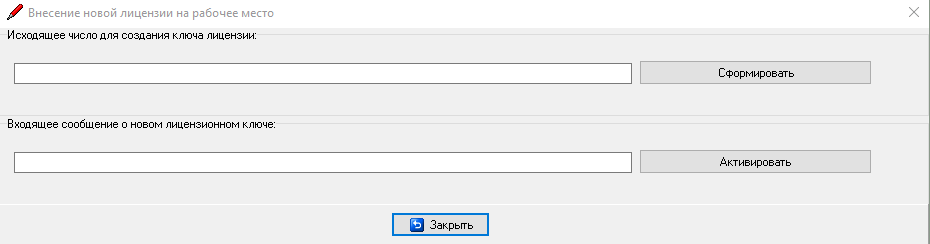 Внесение новой лицензии на рабочее место
Исходящее число для создания ключа лицензии:
Сформировать
Входящее сообщение о новом лицензионном ключе:
Активировать
Закрыть